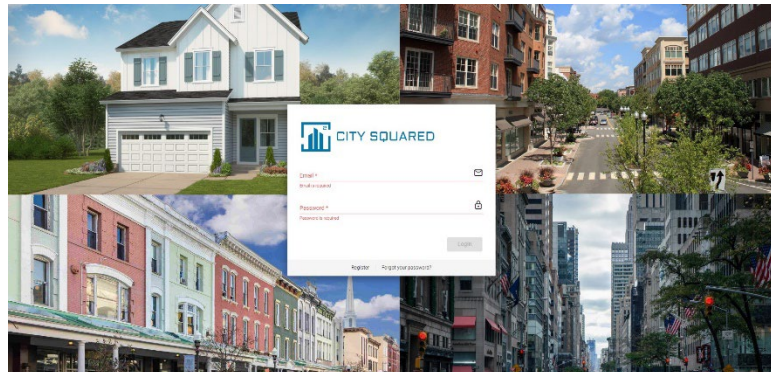 CITY SQUARED
Email *
Email is required
Password *
Password is required
Login
Register Forgot your password?